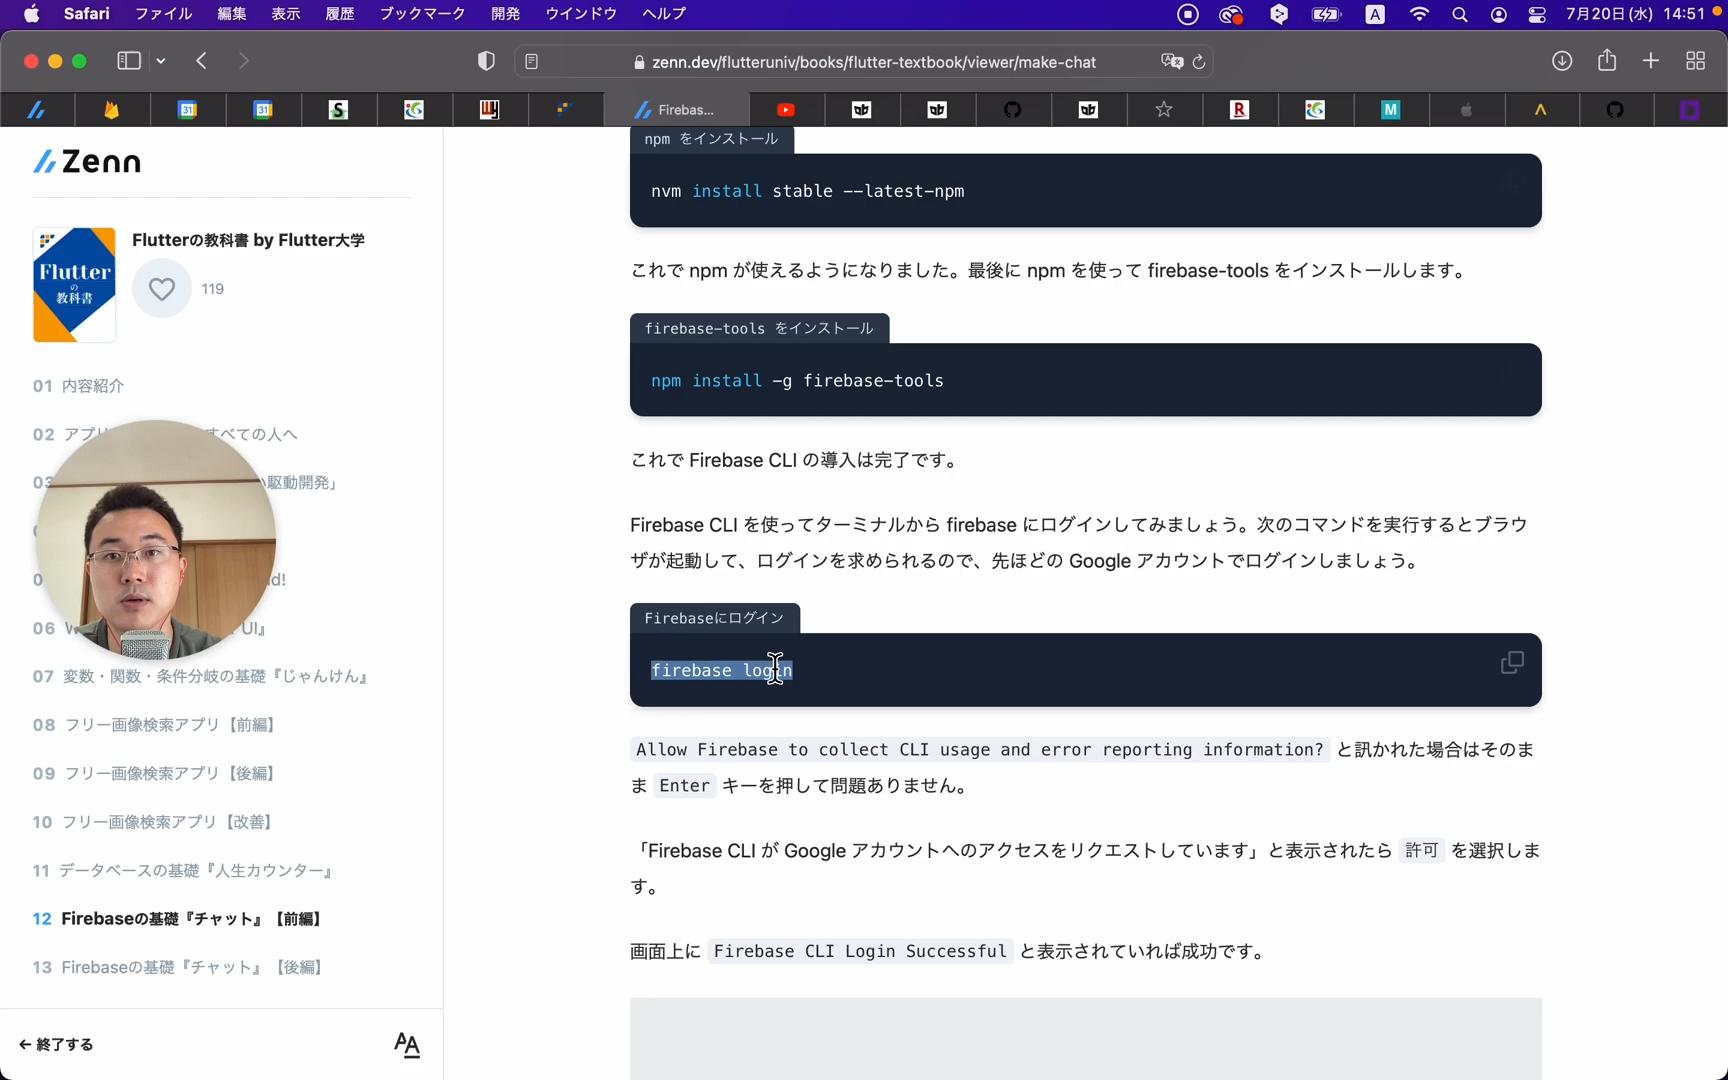 Safari ファイル 編集 表示 履歴 ブックマーク 開発 ウインドウ ヘルプ A 7月20日(水) 14:51
zenn.dev/flutteruniv/books/flutter-textbook/viewer/make-chat
31 31 S Firebas... R M
Zenn
Flutterの教科書 by Flutter大学
Flutter
の
教科書
119
01 内容紹介
02 アプリ すべての人へ
03 駆動開発」
0 d!
06 W UI』
07 変数・関数・条件分岐の基礎『じゃんけん』
08 フリー画像検索アプリ【前編】
09 フリー画像検索アプリ【後編】
10 フリー画像検索アプリ【改善】
11 データベースの基礎『人生カウンター』
12 Firebaseの基礎『チャット』【前編】
13 Firebaseの基礎『チャット』【後編】
← 終了する AA
npm をインストール
nvm install stable --latest-npm
これで npm が使えるようになりました。最後に npm を使って firebase-tools をインストールします。
firebase-tools をインストール
npm install -g firebase-tools
これで Firebase CLI の導入は完了です。
Firebase CLI を使ってターミナルから firebase にログインしてみましょう。次のコマンドを実行するとブラウ
ザが起動して、ログインを求められるので、先ほどの Google アカウントでログインしましょう。
Firebaseにログイン
firebase login
Allow Firebase to collect CLI usage and error reporting information? と訊かれた場合はそのま
ま Enter キーを押して問題ありません。
「Firebase CLI が Google アカウントへのアクセスをリクエストしています」と表示されたら 許可 を選択しま
す。
画面上に Firebase CLI Login Successful と表示されていれば成功です。